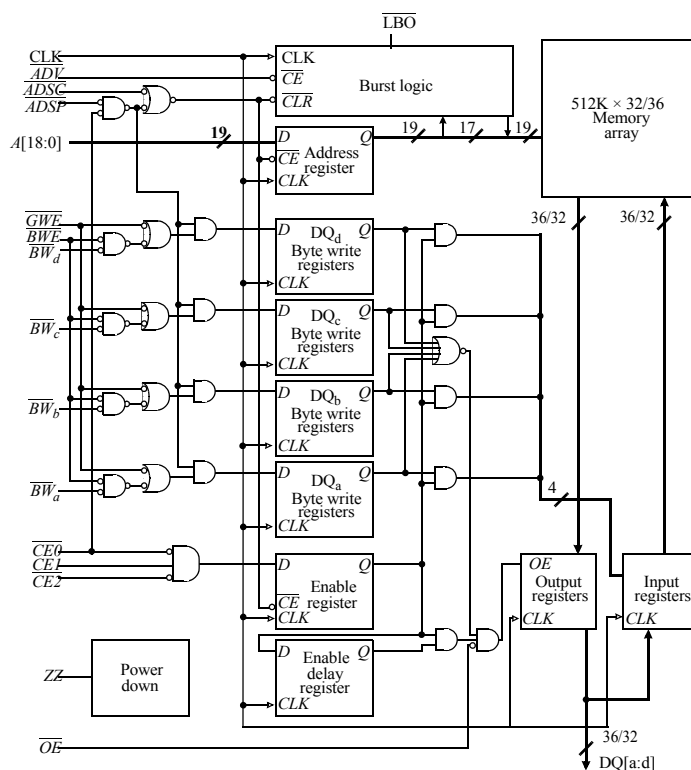 LBO
CLK
ADV
ADSC
ADSP
A[18:0]
19
CLK
CE
CLR
Burst logic
D
Q
CE
CLK
Address
register
19
17
19
512K × 32/36
Memory
array
36/32
36/32
GWE
BWE
BWd
D
DQd
Q
Byte write
registers
CLK
BWc
D
DQc
Q
Byte write
registers
CLK
BWb
D
DQb
Q
Byte write
registers
CLK
BWa
D
DQa
Q
Byte write
registers
CLK
4
CE0
CE1
CE2
D
Q
Enable
register
CE
CLK
OE
Output
registers
CLK
Input
registers
CLK
D
Q
Enable
delay
register
CLK
ZZ
Power
down
OE
36/32
DQ[a:d]